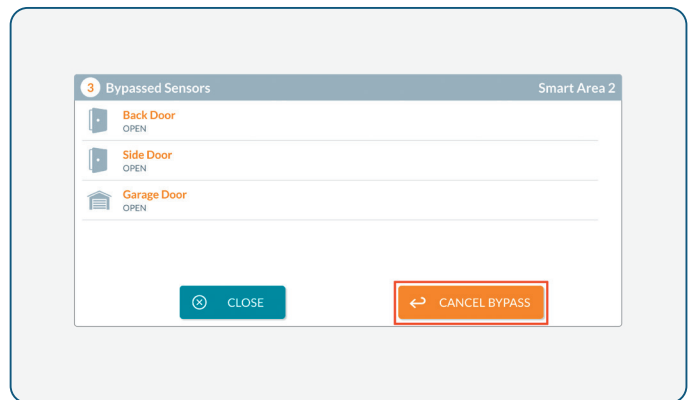 3 Bypassed Sensors Smart Area 2
Back Door
OPEN
Side Door
OPEN
Garage Door
OPEN
CLOSE CANCEL BYPASS